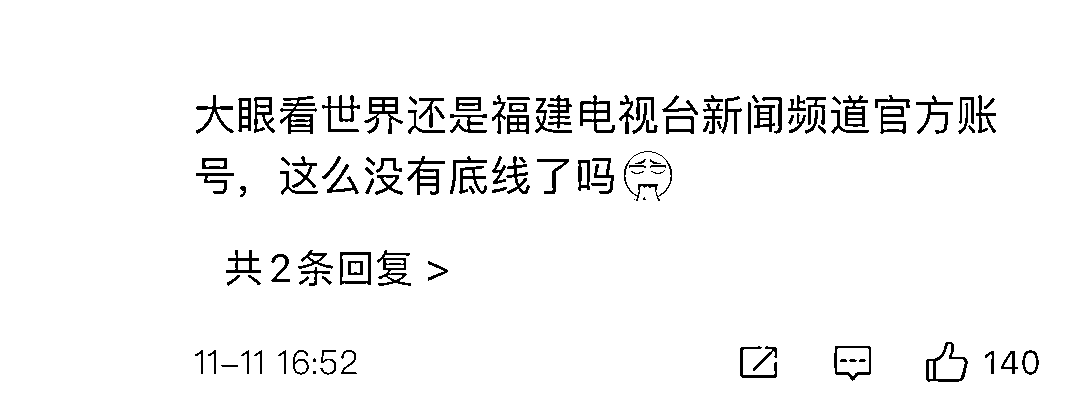 大眼看世界还是福建电视台新闻频道官方账
号，这么没有底线了吗
共2条回复 >
11-11 16:52
140